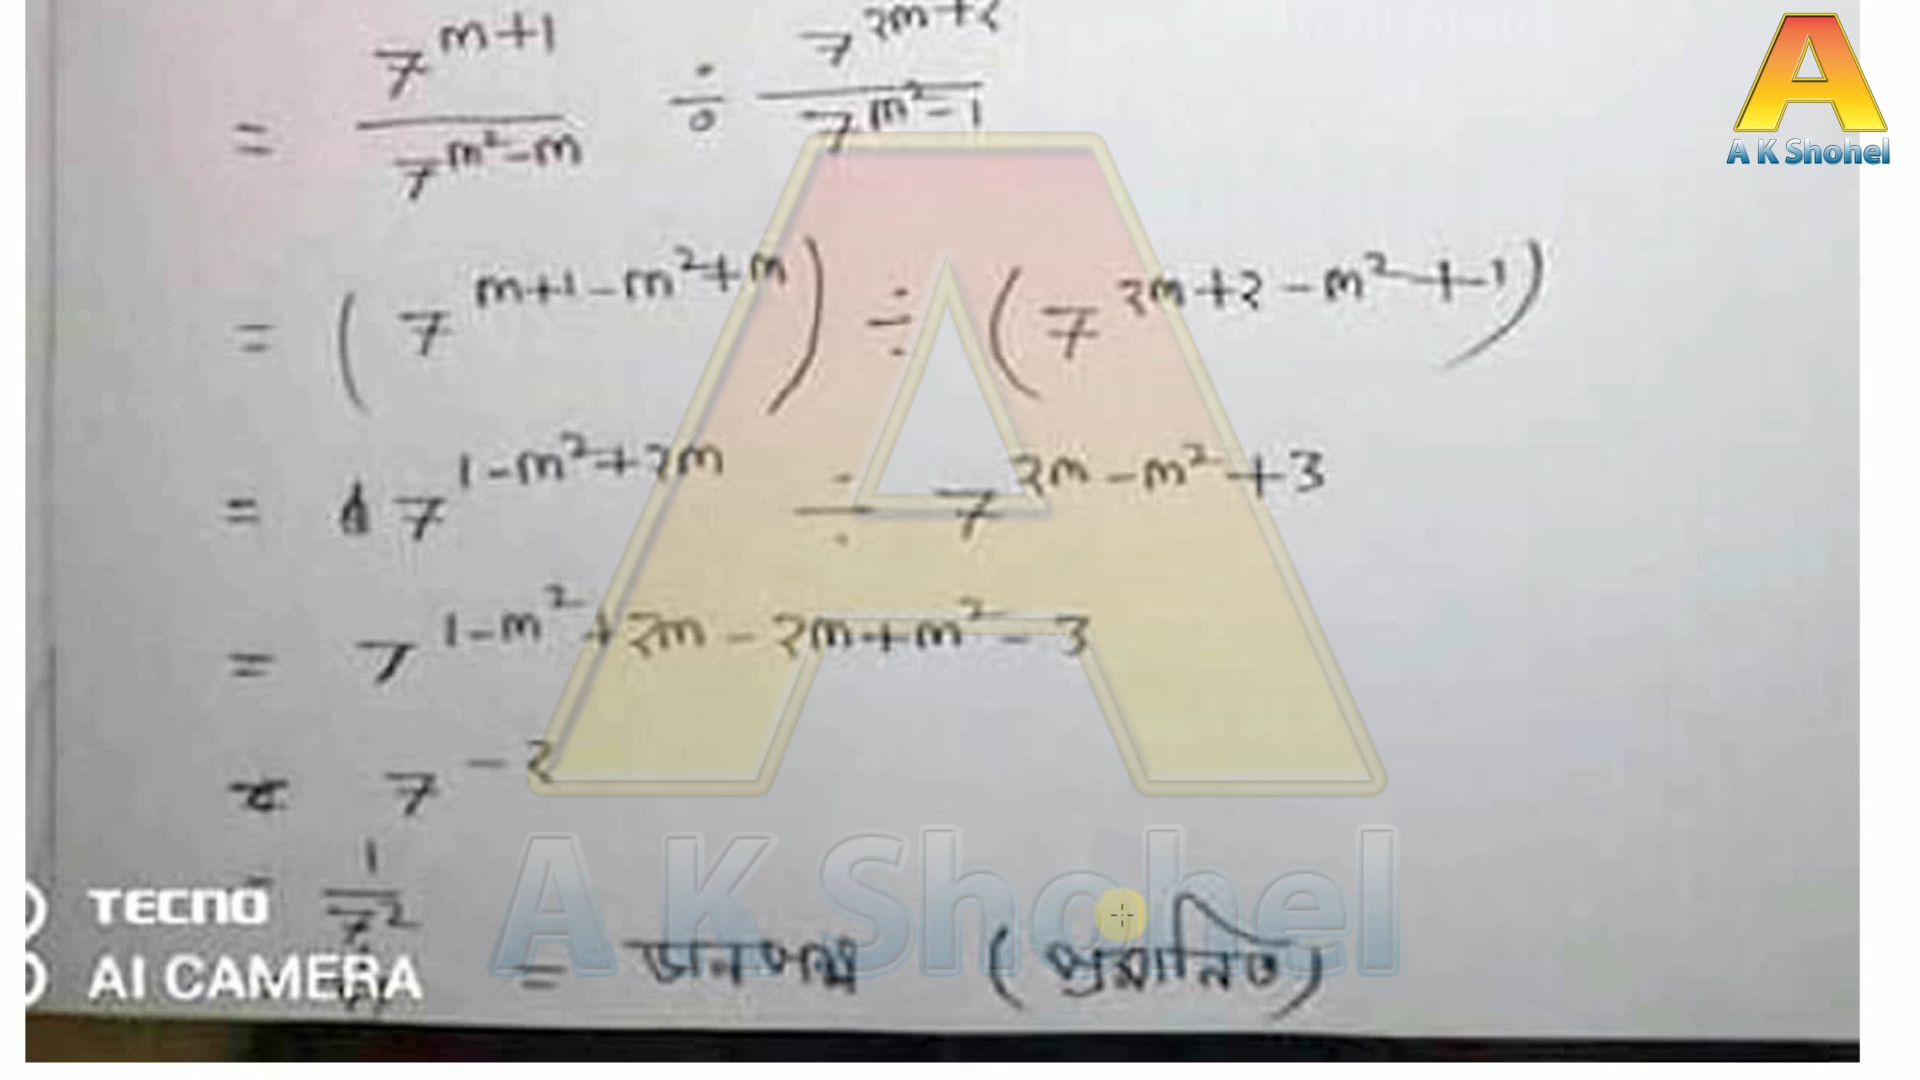 = 7^(m+1) / 7^(m²-m) ÷ 7^(2m+2) / 7^(m²-1)
= (7^(m+1-m²+m)) ÷ (7^(2m+2-m²+1))
= 7^(1-m²+2m) ÷ 7^(2m-m²+3)
= 7^(1-m²+2m-2m+m²-3)
= 7^(-2)
= 1 / 7²
= ডানপক্ষ (প্রমানিত)
TECNO
AI CAMERA
A K Shohel
A K Shohel